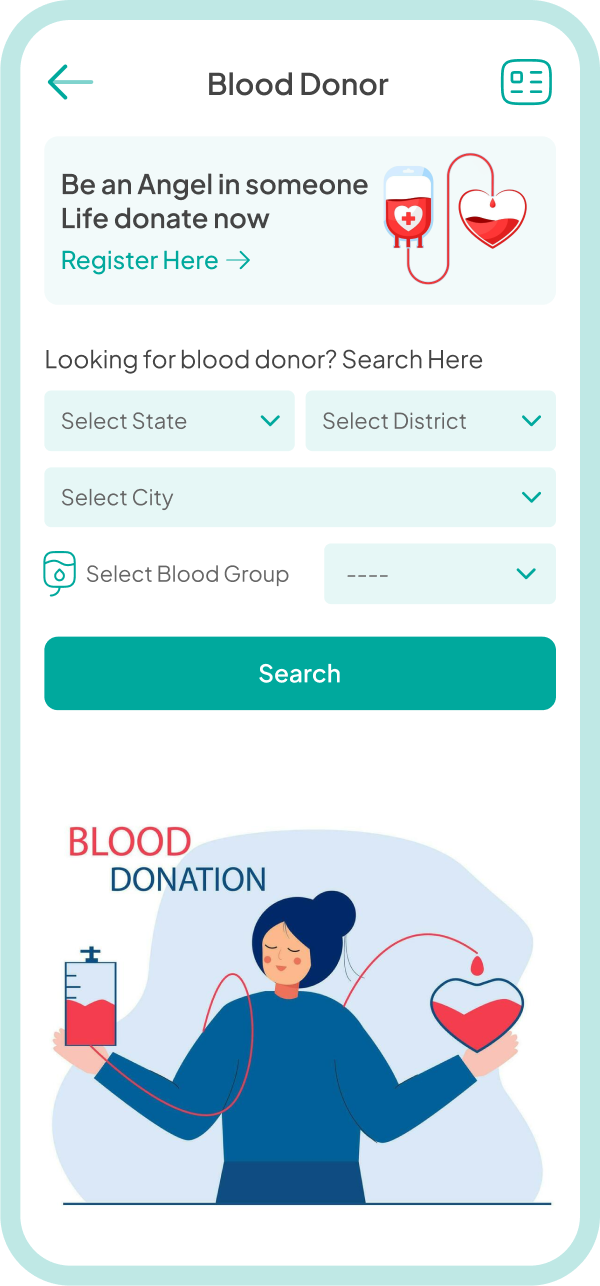 Blood Donor
Be an Angel in someone
Life donate now
Register Here
Looking for blood donor? Search Here
Select State
Select District
Select City
Select Blood Group
----
Search
BLOOD
DONATION